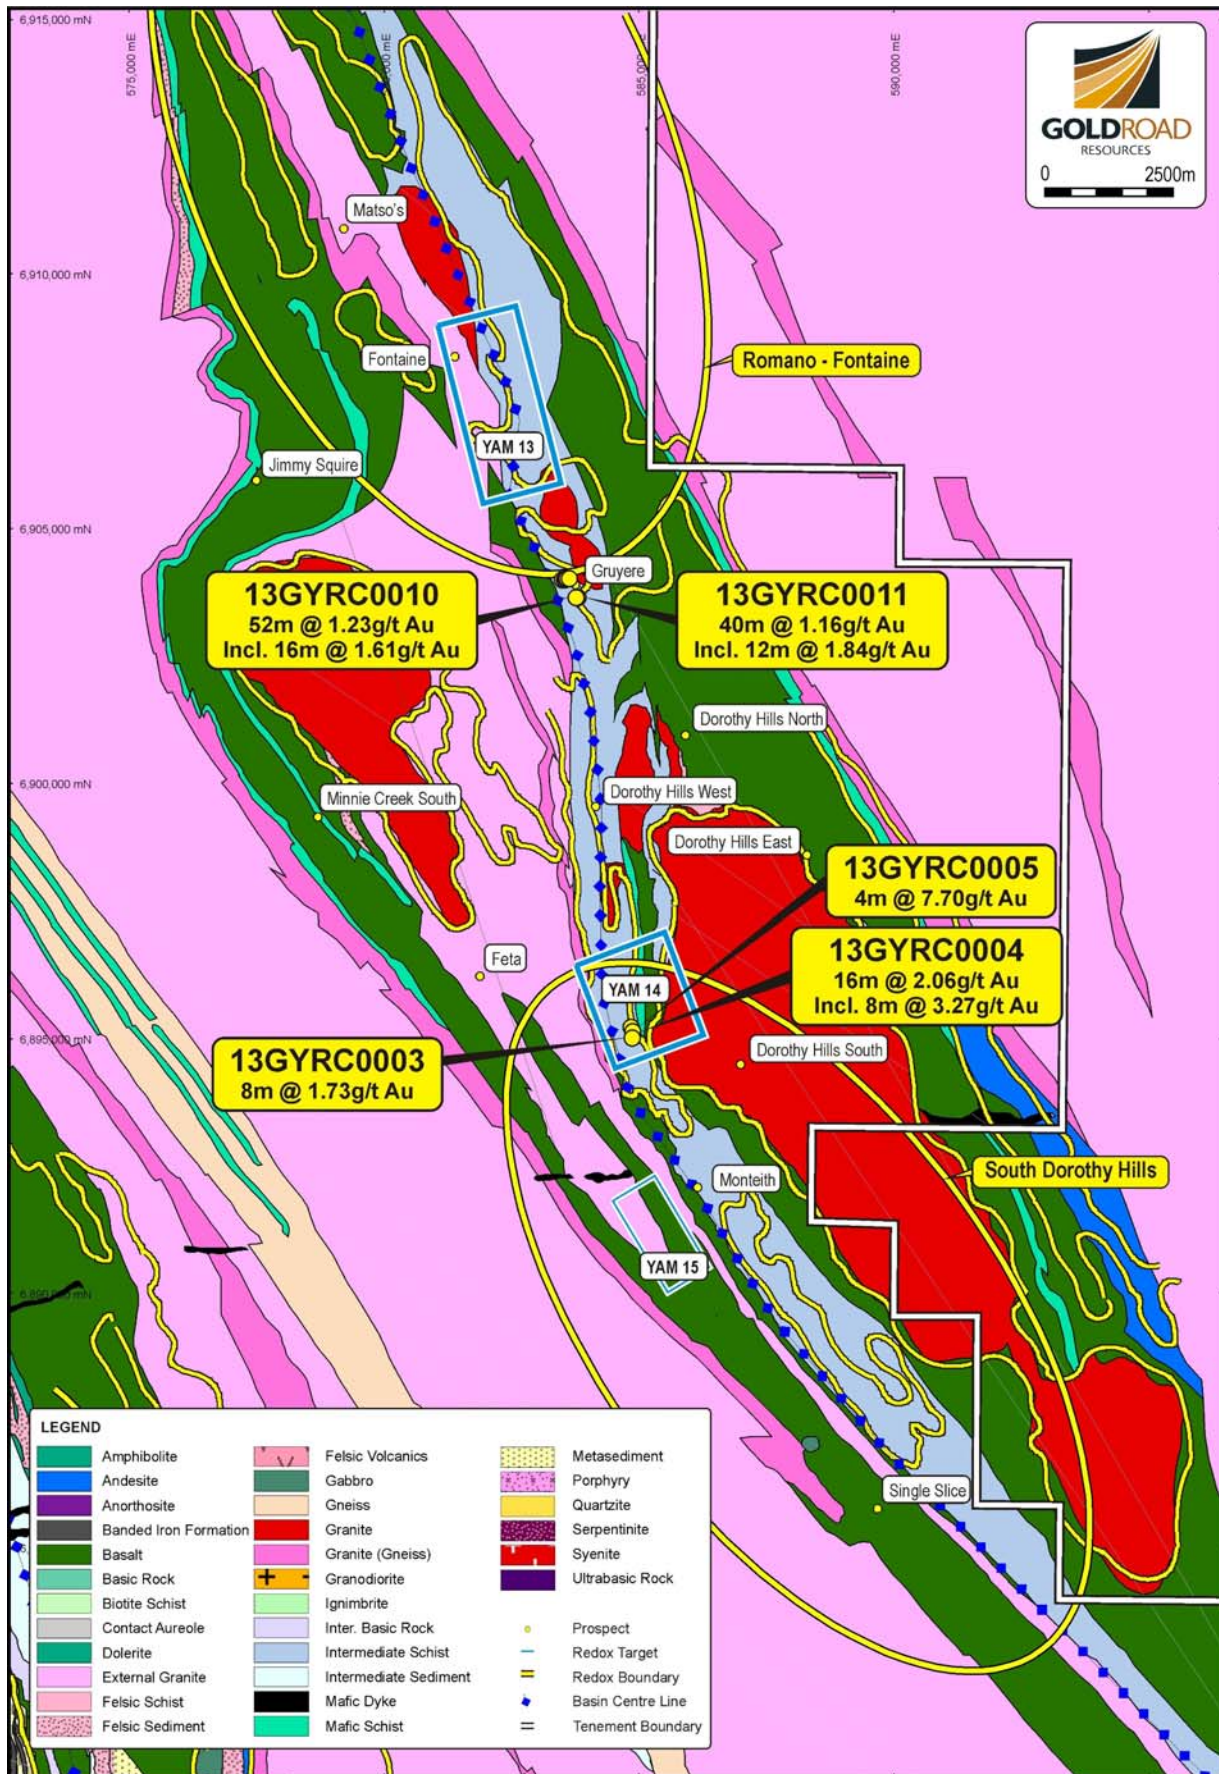 6,915,000 mN
575,000 mE
585,000 mE
590,000 mE
GOLDROAD
RESOURCES
0 2500m
Matso's
6,910,000 mN
Fontaine
Romano - Fontaine
YAM 13
Jimmy Squire
6,905,000 mN
Gruyere
13GYRC0010
52m @ 1.23g/t Au
Incl. 16m @ 1.61g/t Au
13GYRC0011
40m @ 1.16g/t Au
Incl. 12m @ 1.84g/t Au
Dorothy Hills North
6,900,000 mN
Minnie Creek South
Dorothy Hills West
Dorothy Hills East
13GYRC0005
4m @ 7.70g/t Au
Feta
YAM 14
13GYRC0004
16m @ 2.06g/t Au
Incl. 8m @ 3.27g/t Au
6,895,000 mN
13GYRC0003
8m @ 1.73g/t Au
Dorothy Hills South
South Dorothy Hills
Monteith
YAM 15
6,890,000 mN
Single Slice
LEGEND
Amphibolite
Andesite
Anorthosite
Banded Iron Formation
Basalt
Basic Rock
Biotite Schist
Contact Aureole
Dolerite
External Granite
Felsic Schist
Felsic Sediment
Felsic Volcanics
Gabbro
Gneiss
Granite
Granite (Gneiss)
Granodiorite
Ignimbrite
Inter. Basic Rock
Intermediate Schist
Intermediate Sediment
Mafic Dyke
Mafic Schist
Metasediment
Porphyry
Quartzite
Serpentinite
Syenite
Ultrabasic Rock
Prospect
Redox Target
Redox Boundary
Basin Centre Line
Tenement Boundary